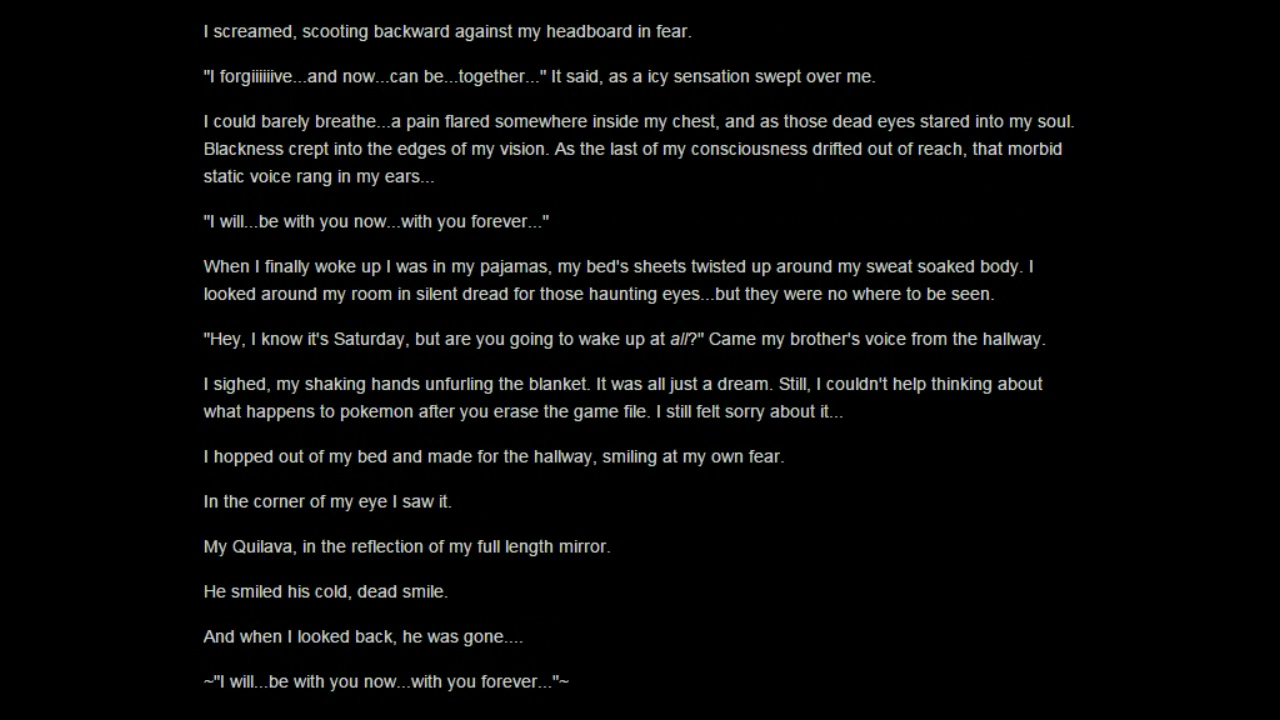 I screamed, scooting backward against my headboard in fear.
"I forgiiiiiive...and now...can be...together..." It said, as a icy sensation swept over me.
I could barely breathe...a pain flared somewhere inside my chest, and as those dead eyes stared into my soul.
Blackness crept into the edges of my vision. As the last of my consciousness drifted out of reach, that morbid
static voice rang in my ears...
"I will...be with you now...with you forever..."
When I finally woke up I was in my pajamas, my bed's sheets twisted up around my sweat soaked body. I
looked around my room in silent dread for those haunting eyes...but they were no where to be seen.
"Hey, I know it's Saturday, but are you going to wake up at all?" Came my brother's voice from the hallway.
I sighed, my shaking hands unfurling the blanket. It was all just a dream. Still, I couldn't help thinking about
what happens to pokemon after you erase the game file. I still felt sorry about it...
I hopped out of my bed and made for the hallway, smiling at my own fear.
In the corner of my eye I saw it.
My Quilava, in the reflection of my full length mirror.
He smiled his cold, dead smile.
And when I looked back, he was gone....
~"I will...be with you now...with you forever..."~